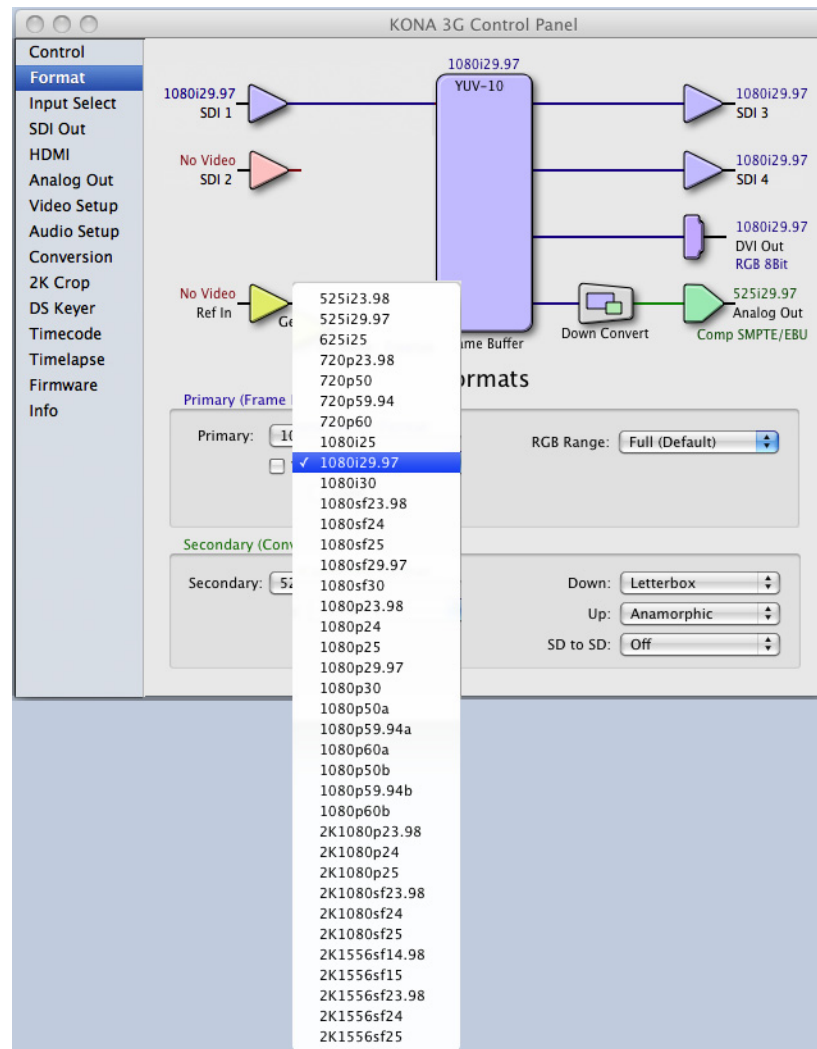 KONA 3G Control Panel
Control
Format
Input Select
SDI Out
HDMI
Analog Out
Video Setup
Audio Setup
Conversion
2K Crop
DS Keyer
Timecode
Timelapse
Firmware
Info
1080i29.97
YUV-10
1080i29.97
SDI 1
1080i29.97
SDI 3
No Video
SDI 2
1080i29.97
SDI 4
1080i29.97
DVI Out
RGB 8Bit
No Video
Ref In
525i29.97
Analog Out
Down Convert
Comp SMPTE/EBU
Buffer
Primary (Frame
Primary:
RGB Range: Full (Default)
Secondary
Secondary:
Down: Letterbox
Up: Anamorphic
SD to SD: Off
525i23.98
525i29.97
625i25
720p23.98
720p50
720p59.94
720p60
1080i25
✓ 1080i29.97
1080i30
1080sf23.98
1080sf24
1080sf25
1080sf29.97
1080sf30
1080p23.98
1080p24
1080p25
1080p29.97
1080p30
1080p50a
1080p59.94a
1080p60a
1080p50b
1080p59.94b
1080p60b
2K1080p23.98
2K1080p24
2K1080p25
2K1080sf23.98
2K1080sf24
2K1080sf25
2K1556sf14.98
2K1556sf15
2K1556sf23.98
2K1556sf24
2K1556sf25